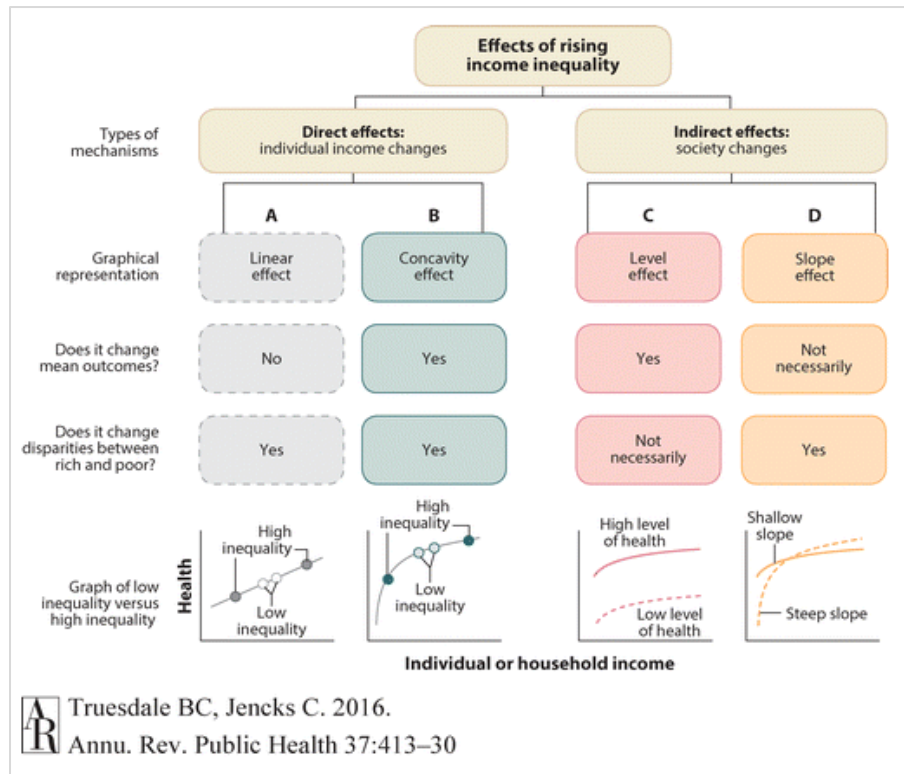 Effects of rising
income inequality
Types of
mechanisms
Direct effects:
individual income changes
Indirect effects:
society changes
A
B
C
D
Graphical
representation
Linear
effect
Concavity
effect
Level
effect
Slope
effect
Does it change
mean outcomes?
No
Yes
Yes
Not
necessarily
Does it change
disparities between
rich and poor?
Yes
Yes
Not
necessarily
Yes
Graph of low
inequality versus
high inequality
Health
High
inequality
Low
inequality
High
inequality
Low
inequality
High level
of health
Low level
of health
Shallow
slope
Steep slope
Individual or household income
AR
Truesdale BC, Jencks C. 2016.
Annu. Rev. Public Health 37:413–30